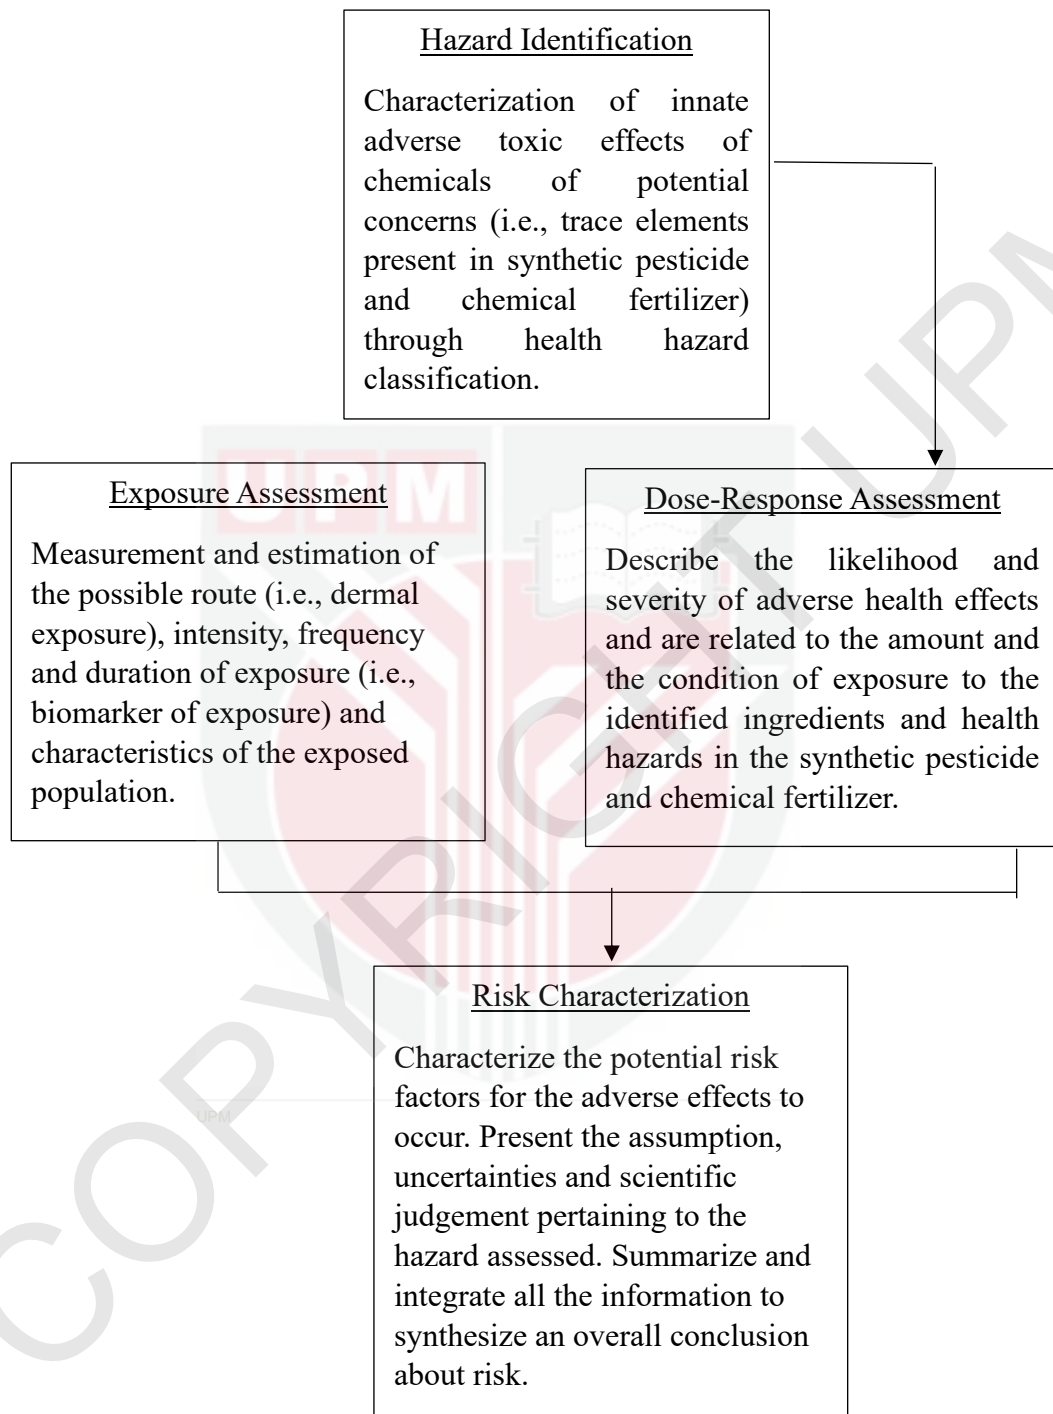 Hazard Identification
Characterization of innate
adverse toxic effects of
chemicals of potential
concerns (i.e., trace elements
present in synthetic pesticide
and chemical fertilizer)
through health hazard
classification.
UPM
Exposure Assessment
Measurement and estimation of
the possible route (i.e., dermal
exposure), intensity, frequency
and duration of exposure (i.e.,
biomarker of exposure) and
characteristics of the exposed
population.
Dose-Response Assessment
Describe the likelihood and
severity of adverse health effects
and are related to the amount and
the condition of exposure to the
identified ingredients and health
hazards in the synthetic pesticide
and chemical fertilizer.
Risk Characterization
Characterize the potential risk
factors for the adverse effects to
occur. Present the assumption,
uncertainties and scientific
judgement pertaining to the
hazard assessed. Summarize and
integrate all the information to
synthesize an overall conclusion
about risk.
UPM
COPYRIGHT UPM